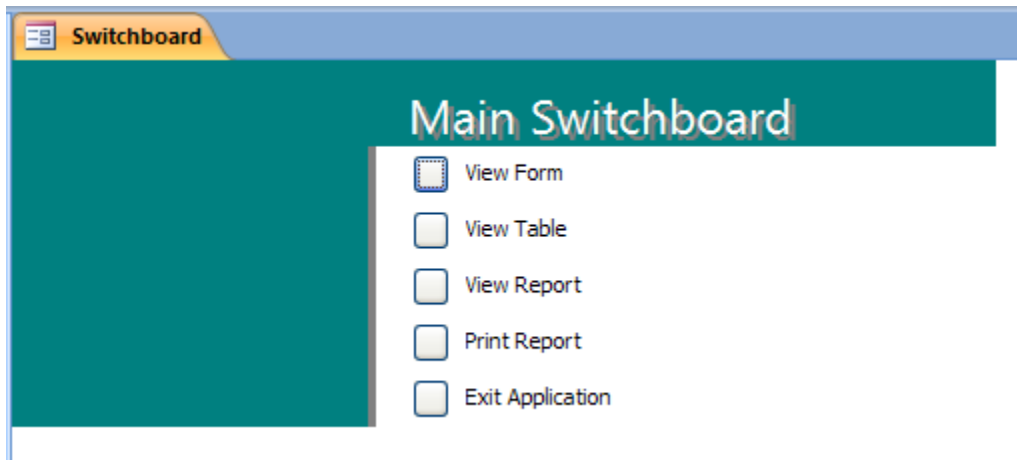 Switchboard
Main Switchboard
View Form
View Table
View Report
Print Report
Exit Application